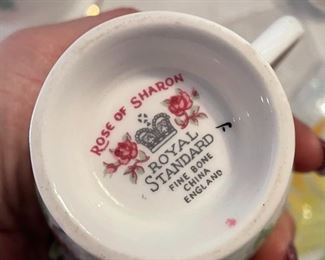 ROSE OF SHARON
ROYAL
STANDARD
FINE BONE
CHINA
ENGLAND